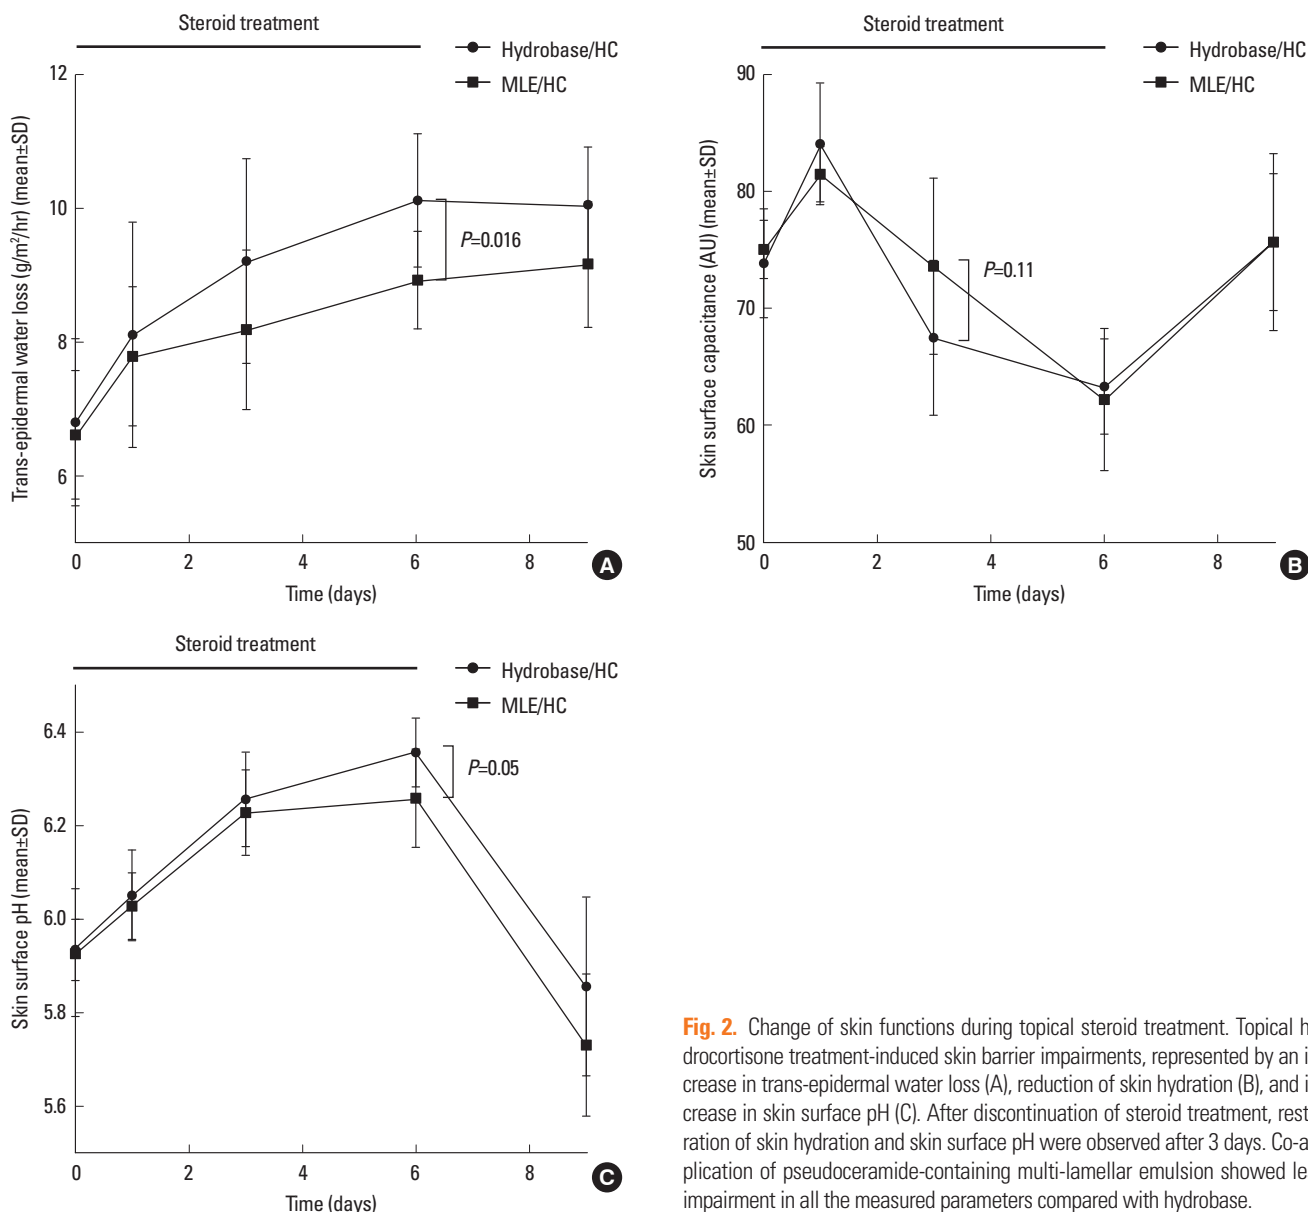 Steroid treatment
Hydrobase/HC
MLE/HC
12
10
8
6
0
2
4
6
8
Trans-epidermal water loss (g/m²/hr) (mean±SD)
P=0.016
Time (days)
A
Steroid treatment
Hydrobase/HC
MLE/HC
90
80
70
60
50
0
2
4
6
8
Skin surface capacitance (AU) (mean±SD)
P=0.11
Time (days)
B
Steroid treatment
Hydrobase/HC
MLE/HC
6.4
6.2
6.0
5.8
5.6
0
2
4
6
8
Skin surface pH (mean±SD)
P=0.05
Time (days)
C
Fig. 2. Change of skin functions during topical steroid treatment. Topical h
drocortisone treatment-induced skin barrier impairments, represented by an i
crease in trans-epidermal water loss (A), reduction of skin hydration (B), and i
crease in skin surface pH (C). After discontinuation of steroid treatment, rest
ration of skin hydration and skin surface pH were observed after 3 days. Co-a
plication of pseudoceramide-containing multi-lamellar emulsion showed le
impairment in all the measured parameters compared with hydrobase.